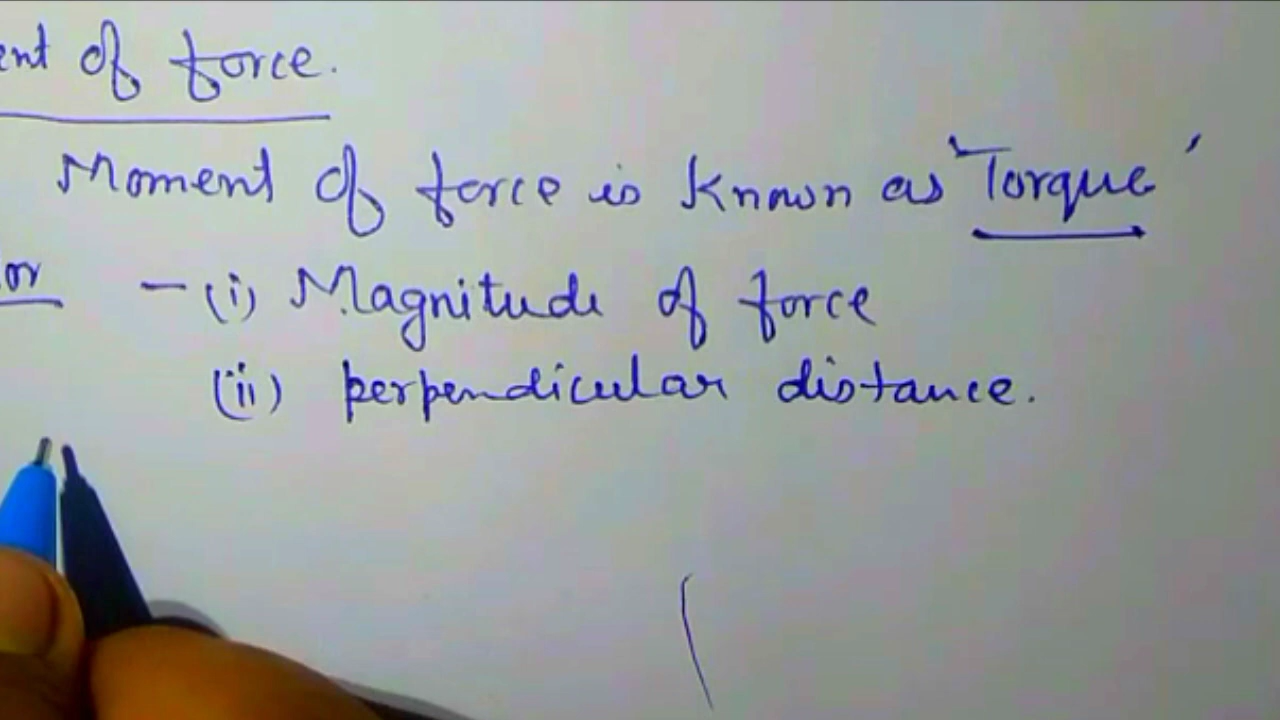 ent of force.
Moment of force is known as 'Torque'
or - (i) Magnitude of force
(ii) perpendicular distance.